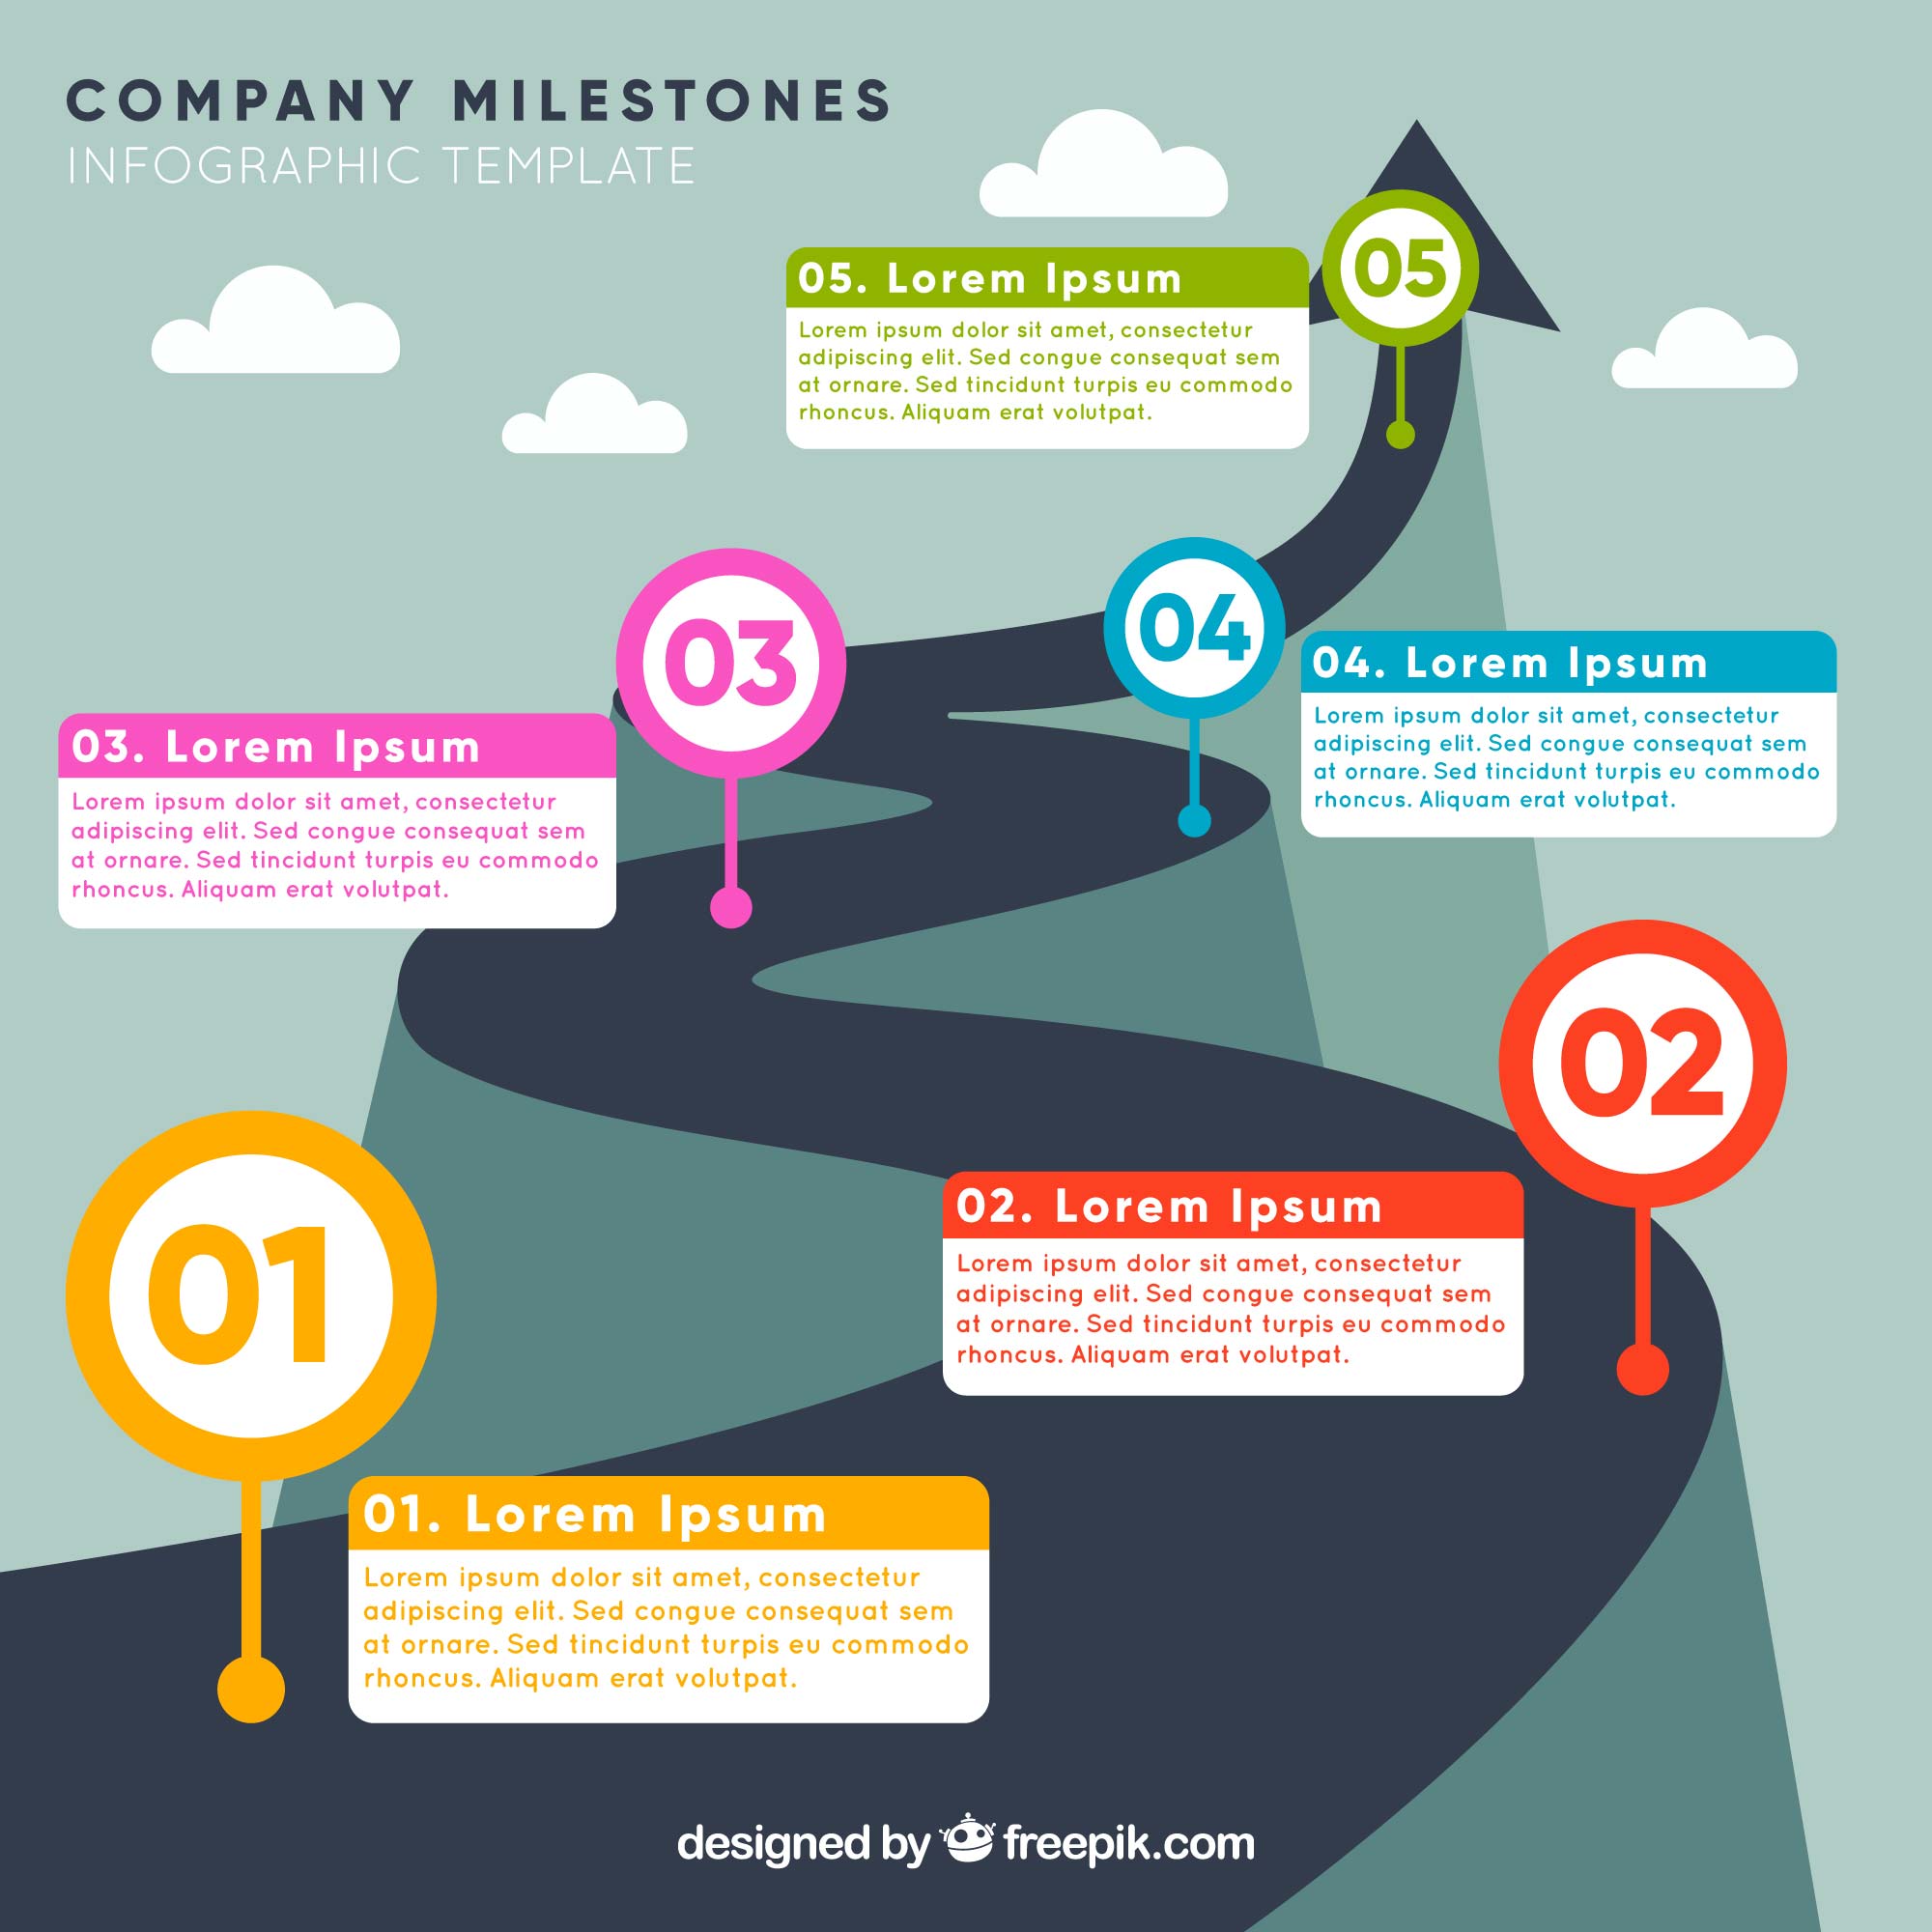 COMPANY MILESTONES
INFOGRAPHIC TEMPLATE
05
05. Lorem Ipsum
Lorem ipsum dolor sit amet, consectetur
adipiscing elit. Sed congue consequat sem
at ornare. Sed tincidunt turpis eu commodo
rhoncus. Aliquam erat volutpat.
04
04. Lorem Ipsum
Lorem ipsum dolor sit amet, consectetur
adipiscing elit. Sed congue consequat sem
at ornare. Sed tincidunt turpis eu commodo
rhoncus. Aliquam erat volutpat.
03
03. Lorem Ipsum
Lorem ipsum dolor sit amet, consectetur
adipiscing elit. Sed congue consequat sem
at ornare. Sed tincidunt turpis eu commodo
rhoncus. Aliquam erat volutpat.
02
02. Lorem Ipsum
Lorem ipsum dolor sit amet, consectetur
adipiscing elit. Sed congue consequat sem
at ornare. Sed tincidunt turpis eu commodo
rhoncus. Aliquam erat volutpat.
01
01. Lorem Ipsum
Lorem ipsum dolor sit amet, consectetur
adipiscing elit. Sed congue consequat sem
at ornare. Sed tincidunt turpis eu commodo
rhoncus. Aliquam erat volutpat.
designed by freepik.com